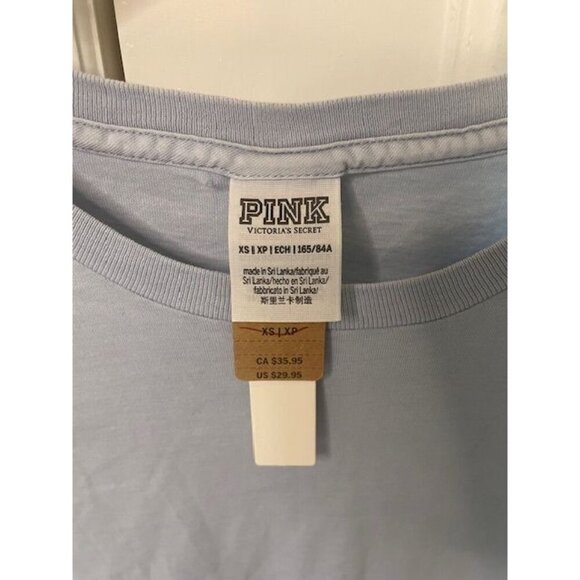 PINK
VICTORIA'S SECRET
XS | XP | ECH | 165/84A
made in Sri Lanka/fabriqué au
Sri Lanka/hecho en Sri Lanka/
fabbricato in Sri Lanka/
斯里兰卡制造
XS | XP
CA $35.95
US $29.95